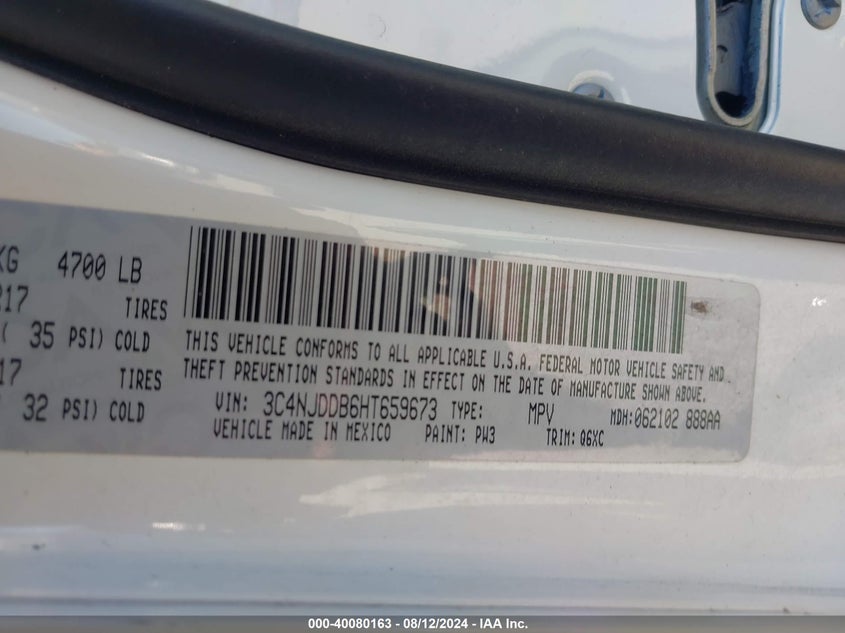 KG 4700 LB
R17 TIRES
( 35 PSI) COLD
17 TIRES
32 PSI) COLD
THIS VEHICLE CONFORMS TO ALL APPLICABLE U.S.A. FEDERAL MOTOR VEHICLE SAFETY AND
THEFT PREVENTION STANDARDS IN EFFECT ON THE DATE OF MANUFACTURE SHOWN ABOVE.
VIN: 3C4NJDDB6HT659673 TYPE: MPV MDH:062102 888AA
VEHICLE MADE IN MEXICO PAINT: PW3 TRIM: Q6XC
000-40080163 - 08/12/2024 - IAA Inc.